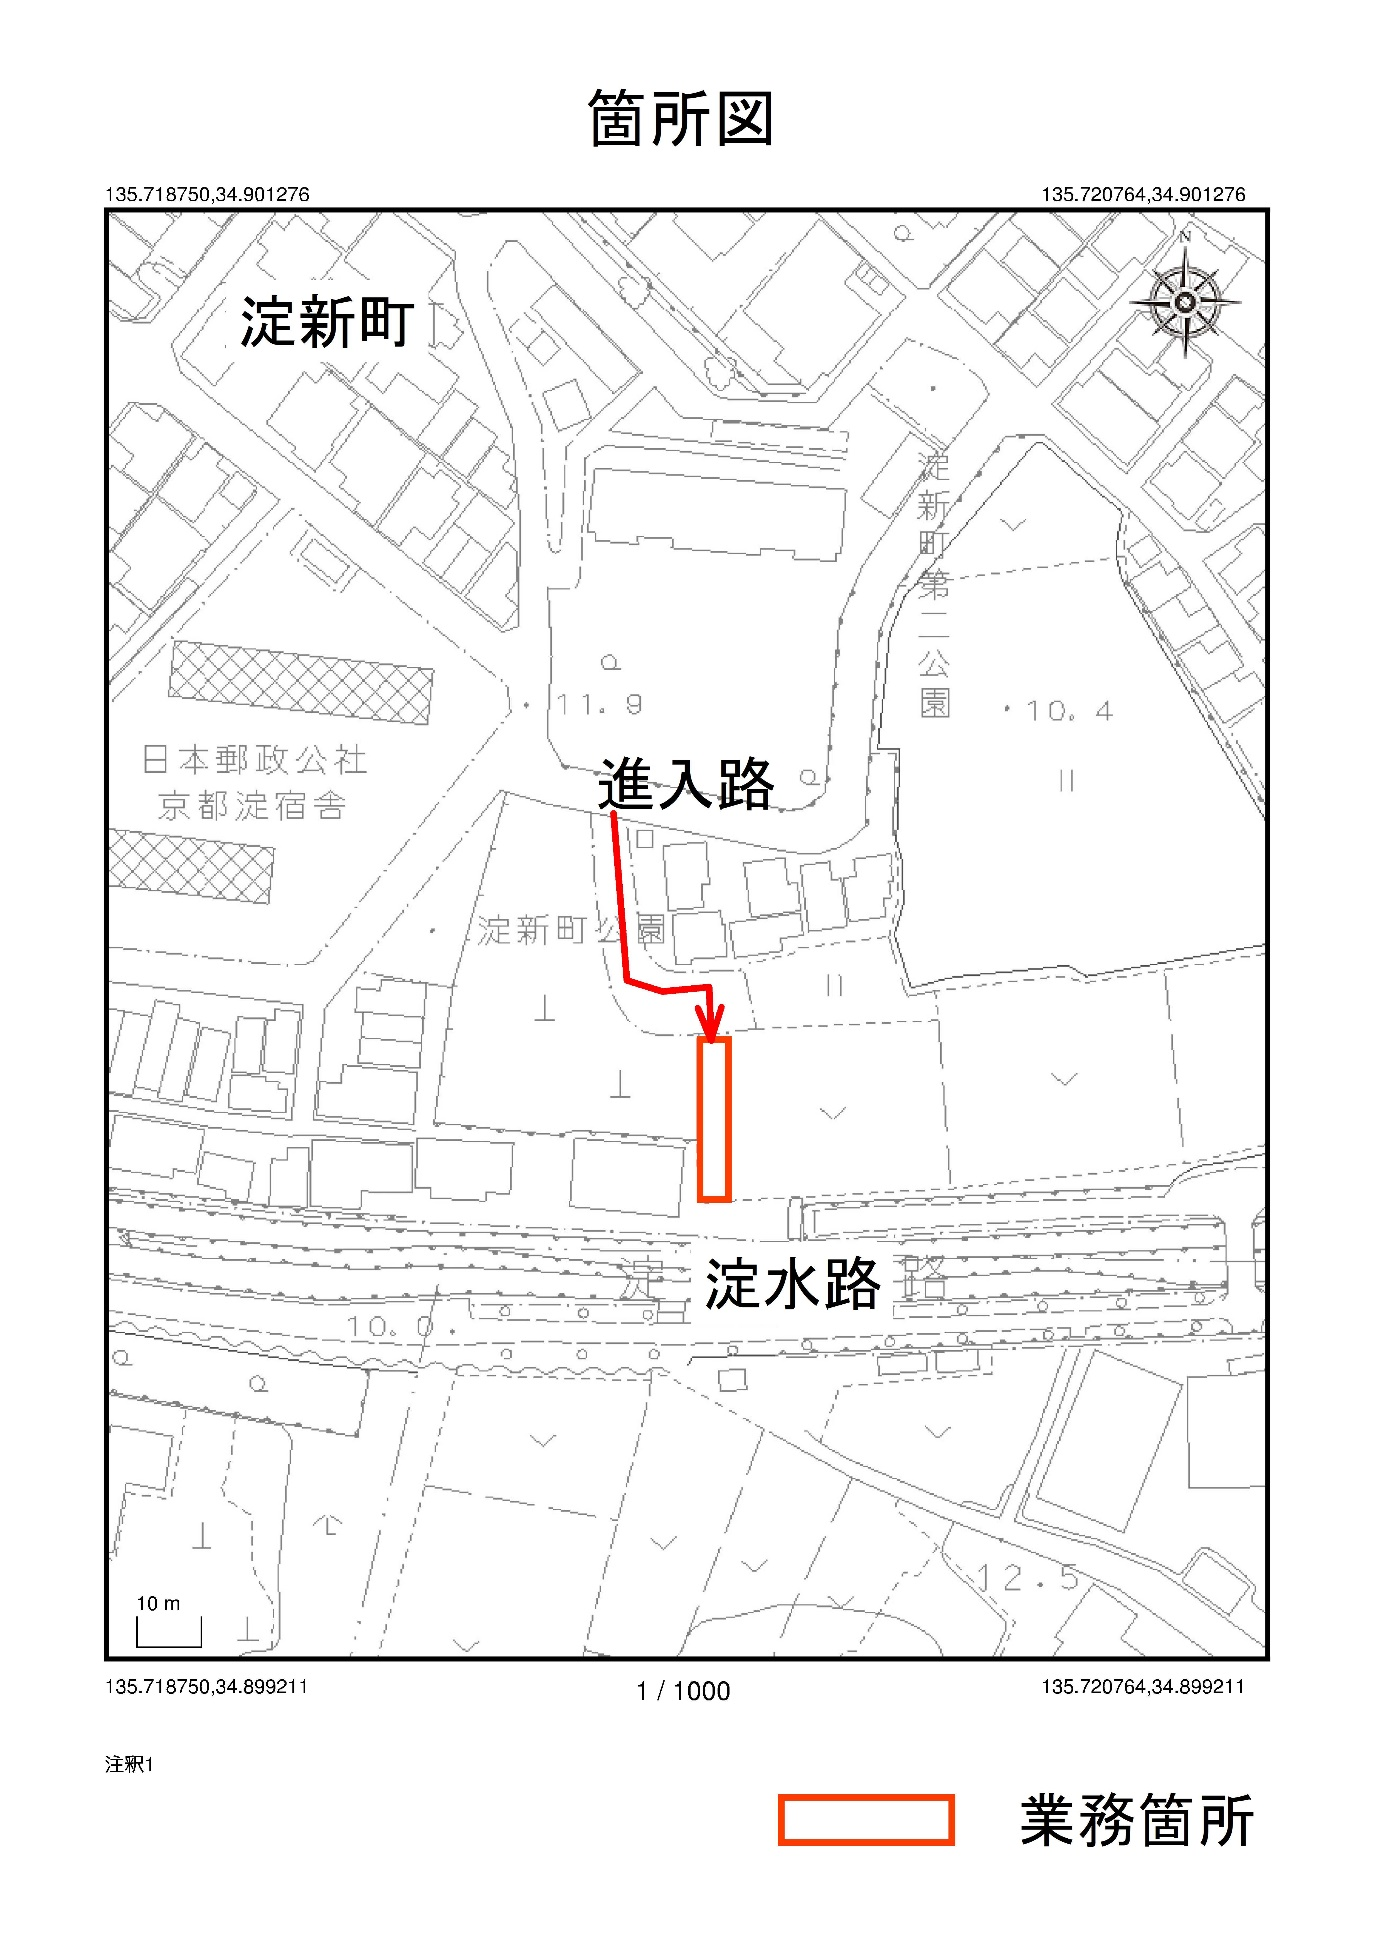 箇所図
135.718750,34.901276
135.720764,34.901276
N
淀新町
淀新町第二公園
11.9
10.4
日本郵政公社
京都淀宿舎
進入路
淀新町公園
淀 路
淀水路
10.0
12.5
10 m
135.718750,34.899211
1 / 1000
135.720764,34.899211
注釈1
業務箇所